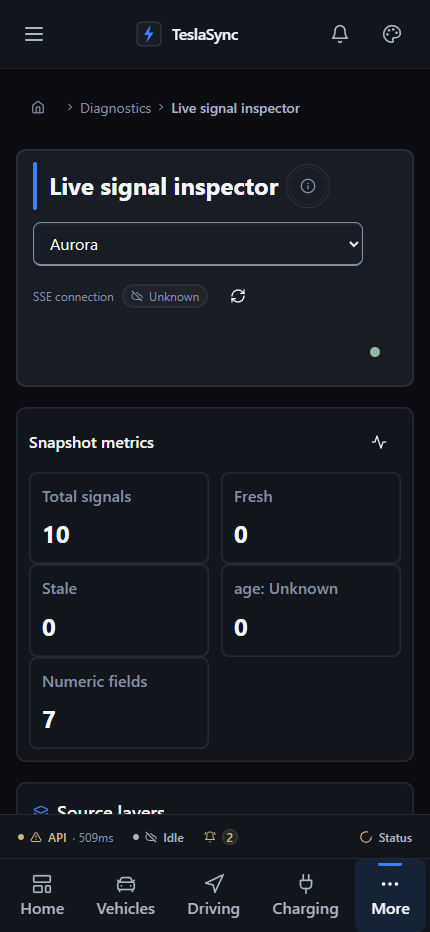 TeslaSync
Diagnostics
Live signal inspector
Live signal inspector
Aurora
SSE connection
Unknown
Snapshot metrics
Total signals
Fresh
10
0
Stale
age: Unknown
0
0
Numeric fields
7
Source layers
API · 509ms
Idle
2
Status
Home
Vehicles
Driving
Charging
More